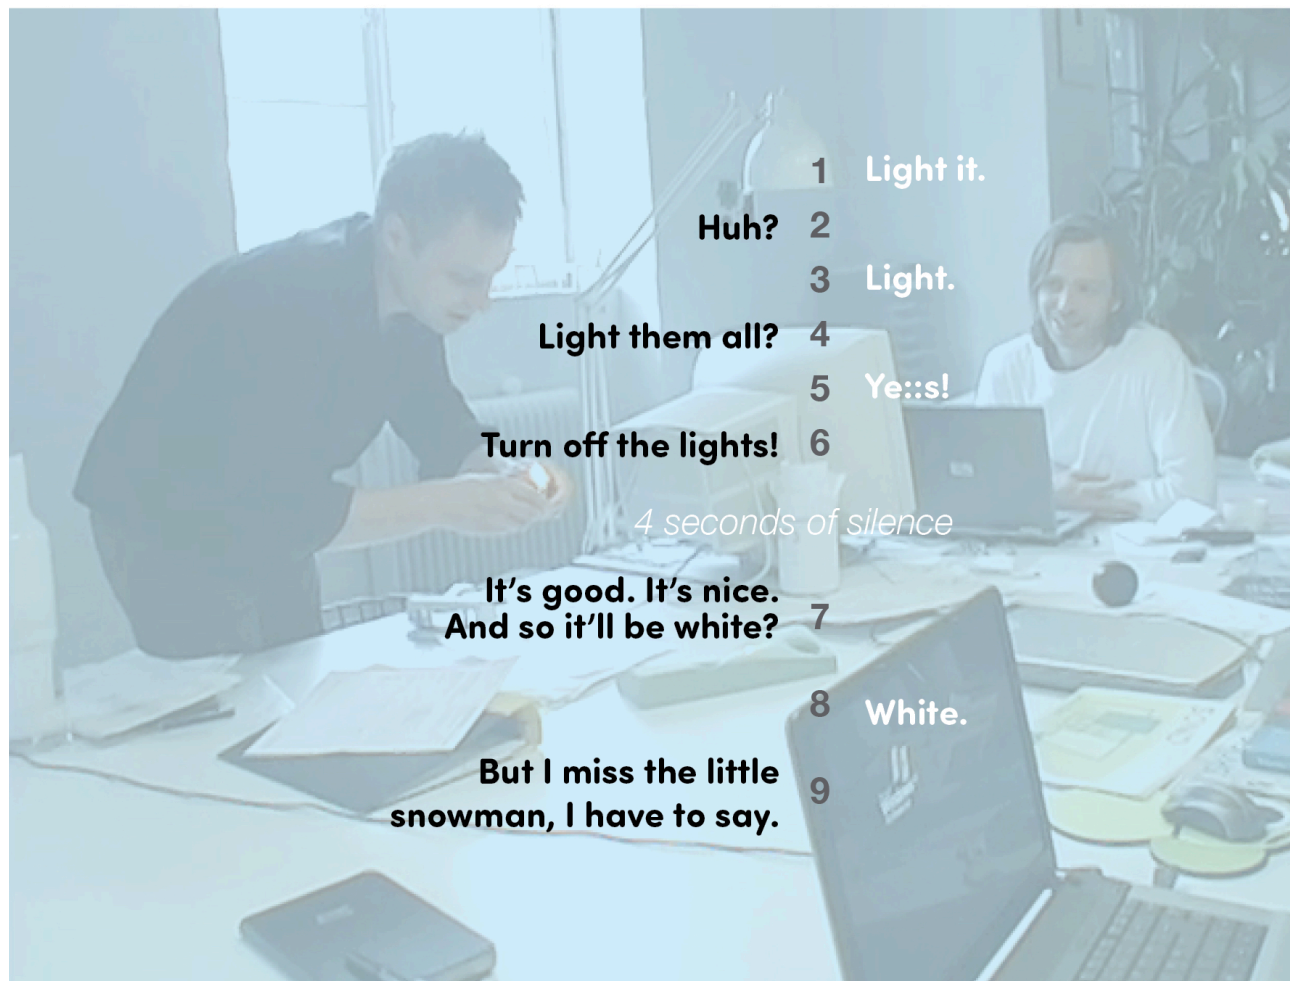 1 Light it.
Huh? 2
3 Light.
Light them all? 4
5 Ye::s!
Turn off the lights! 6
4 seconds of silence
It's good. It's nice.
And so it'll be white? 7
8 White.
But I miss the little
snowman, I have to say. 9